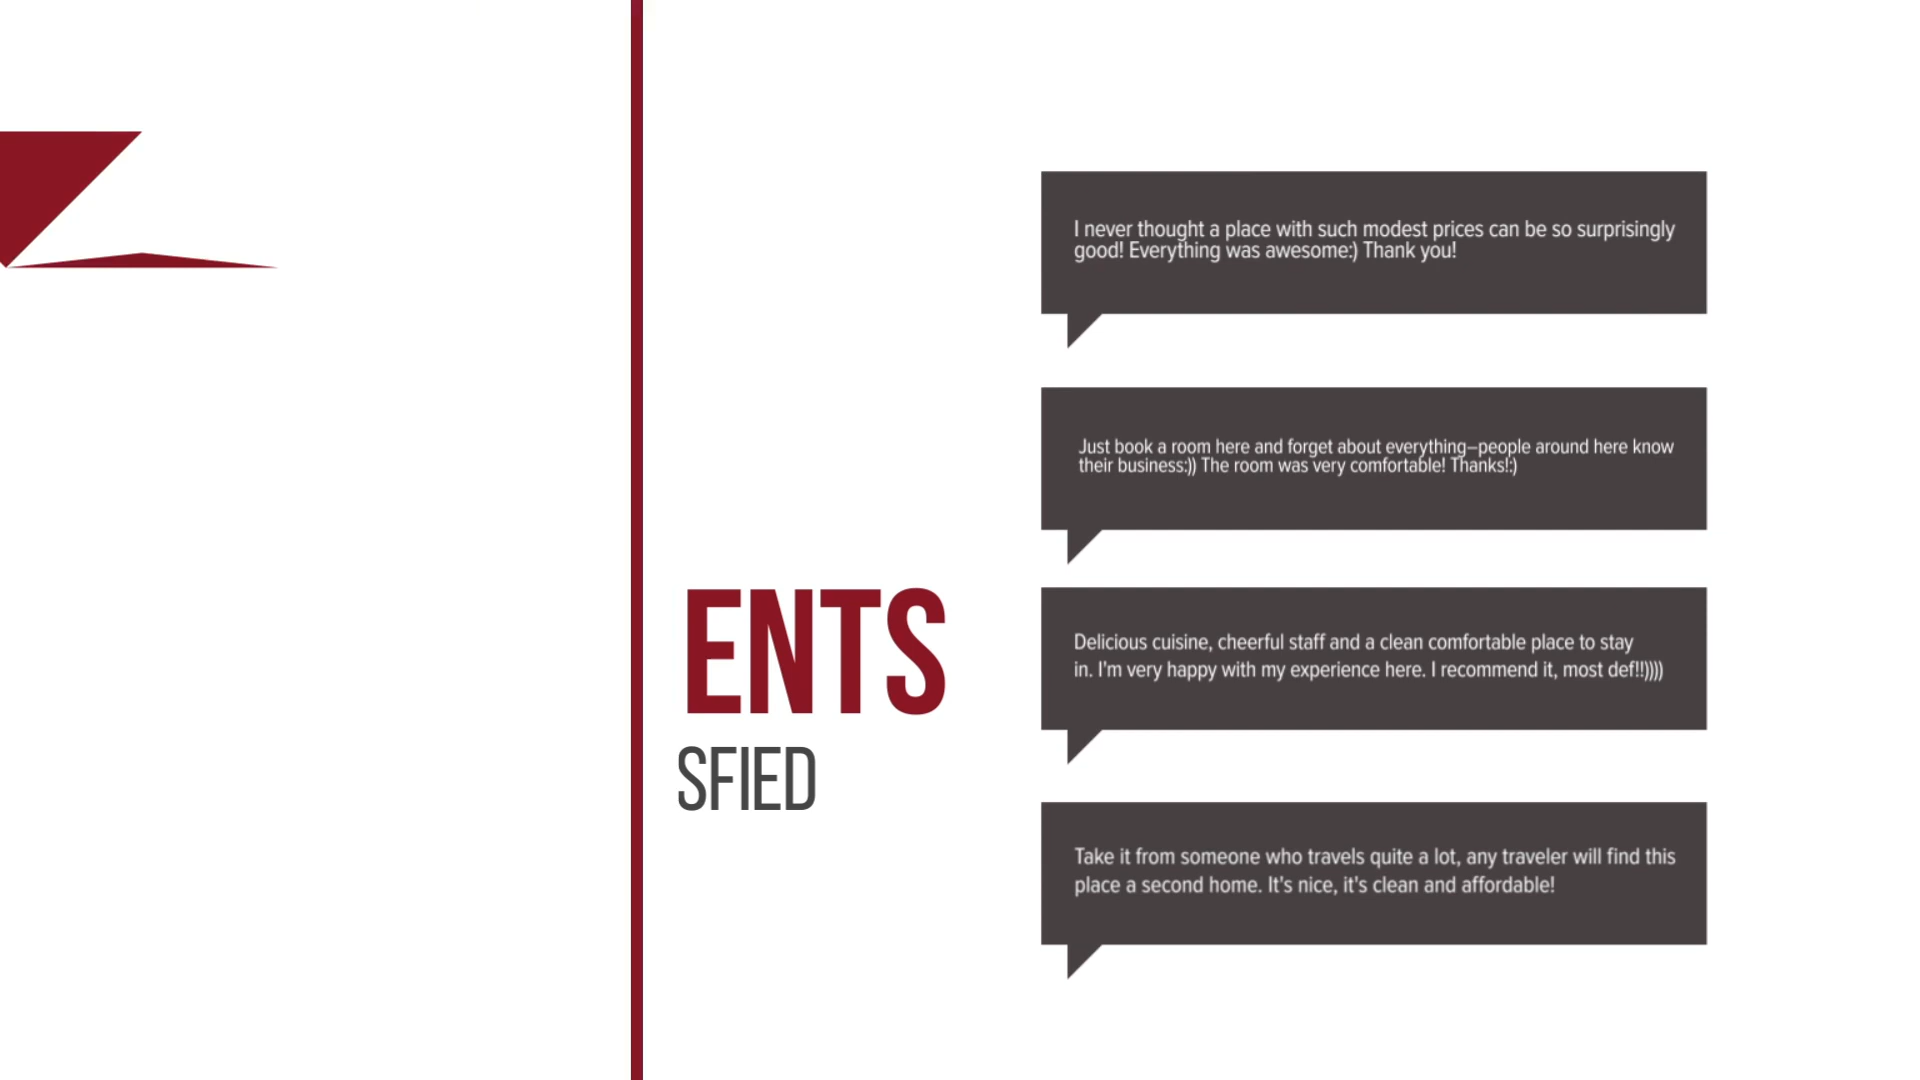 ENTS
SFIED
I never thought a place with such modest prices can be so surprisingly
good! Everything was awesome:) Thank you!
Just book a room here and forget about everything–people around here know
their business:)) The room was very comfortable! Thanks!:)
Delicious cuisine, cheerful staff and a clean comfortable place to stay
in. I'm very happy with my experience here. I recommend it, most def!!))))
Take it from someone who travels quite a lot, any traveler will find this
place a second home. It's nice, it's clean and affordable!